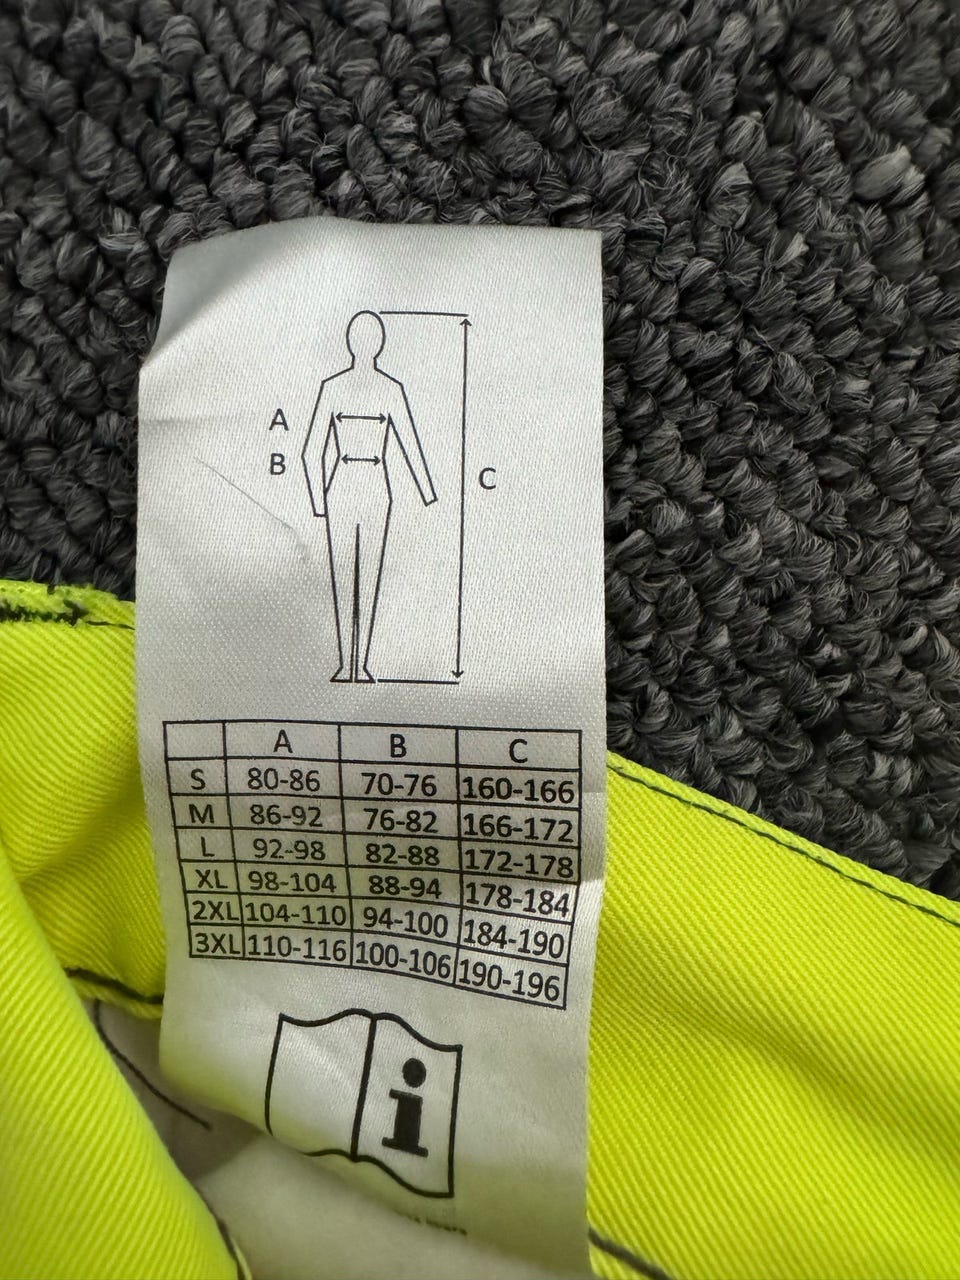 A
B
C
A B C
S 80-86 70-76 160-166
M 86-92 76-82 166-172
L 92-98 82-88 172-178
XL 98-104 88-94 178-184
2XL 104-110 94-100 184-190
3XL 110-116 100-106 190-196
i